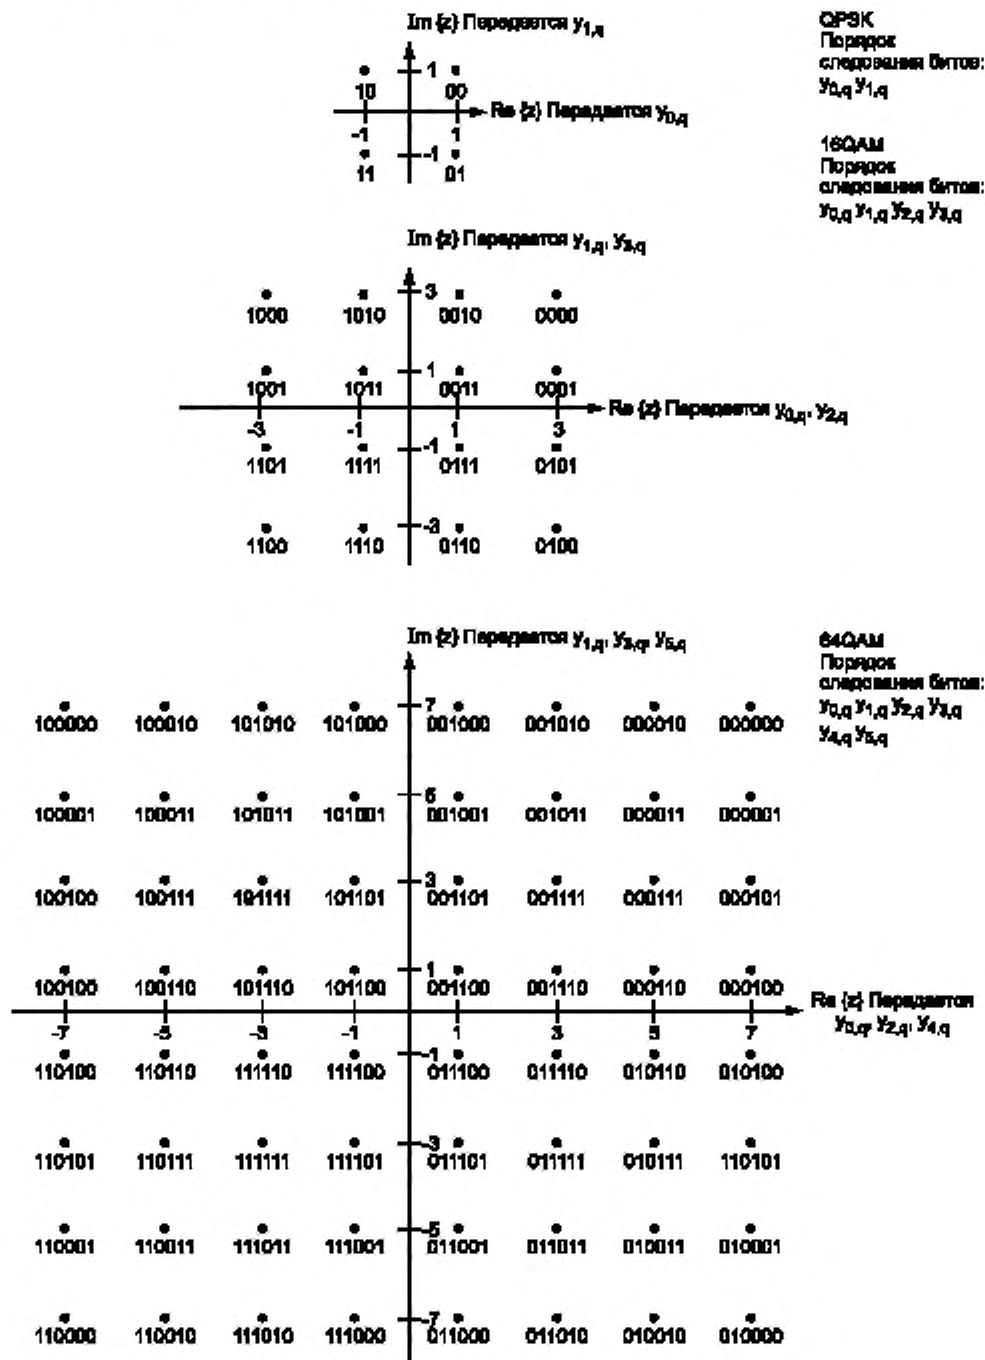 Im {z} Передается y1,q
QPSK
Порядок
следования битов:
y0,q y1,q
1
10 00
Re {z} Передается y0,q
-1 1
-1
11 01
16QAM
Порядок
следования битов:
y0,q y1,q y2,q y3,q
Im {z} Передается y1,q, y3,q
3
1000 1010 0010 0000
1
1001 1011 0011 0001
Re {z} Передается y0,q, y2,q
-3 -1 1 3
-1
1101 1111 0111 0101
-3
1100 1110 0110 0100
Im {z} Передается y1,q, y3,q, y5,q
64QAM
Порядок
следования битов:
y0,q y1,q y2,q y3,q
y4,q y5,q
7
100000 100010 101010 101000 001000 001010 000010 000000
5
100001 100011 101011 101001 001001 001011 000011 000001
3
100100 100111 101111 101101 001101 001111 000111 000101
1
100100 100110 101110 101100 001100 001110 000110 000100
Re {z} Передается
y0,q, y2,q, y4,q
-7 -5 -3 -1 1 3 5 7
-1
110100 110110 111110 111100 011100 011110 010110 010100
-3
110101 110111 111111 111101 011101 011111 010111 110101
-5
110001 110011 111011 111001 011001 011011 010011 010001
-7
110000 110010 111010 111000 011000 011010 010010 010000